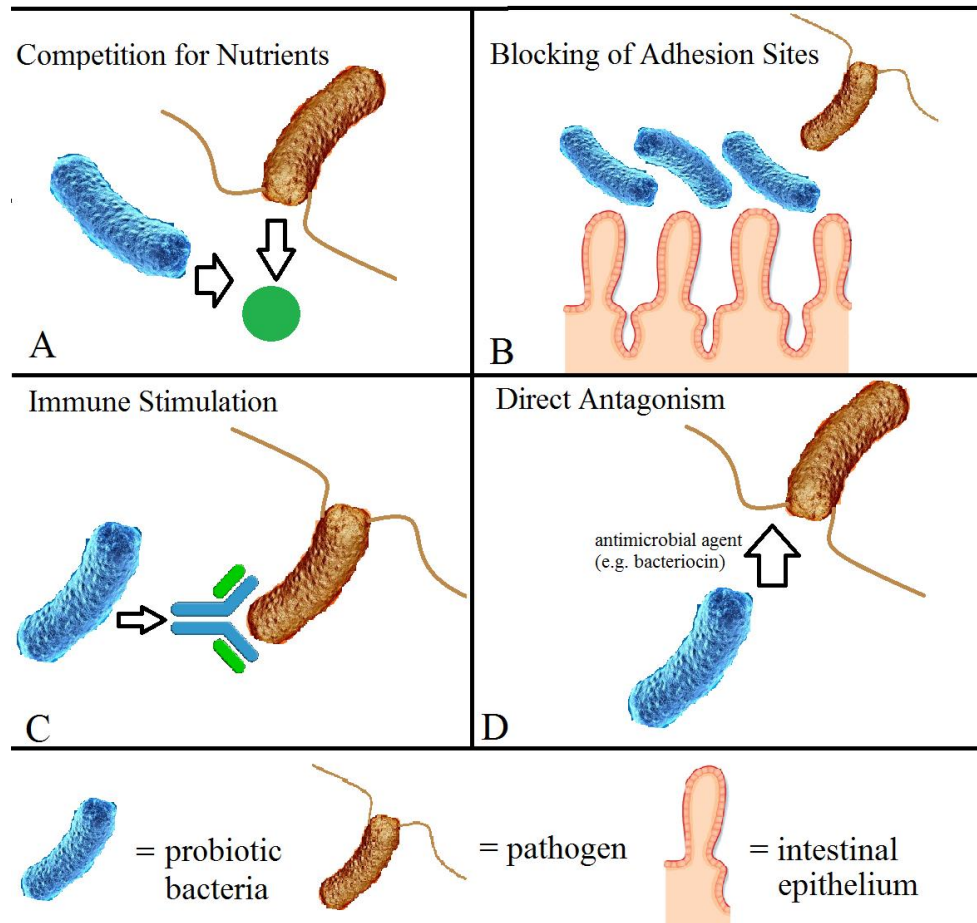 Competition for Nutrients
A
Blocking of Adhesion Sites
B
Immune Stimulation
C
Direct Antagonism
antimicrobial agent
(e.g. bacteriocin)
D
= probiotic
bacteria
= pathogen
= intestinal
epithelium